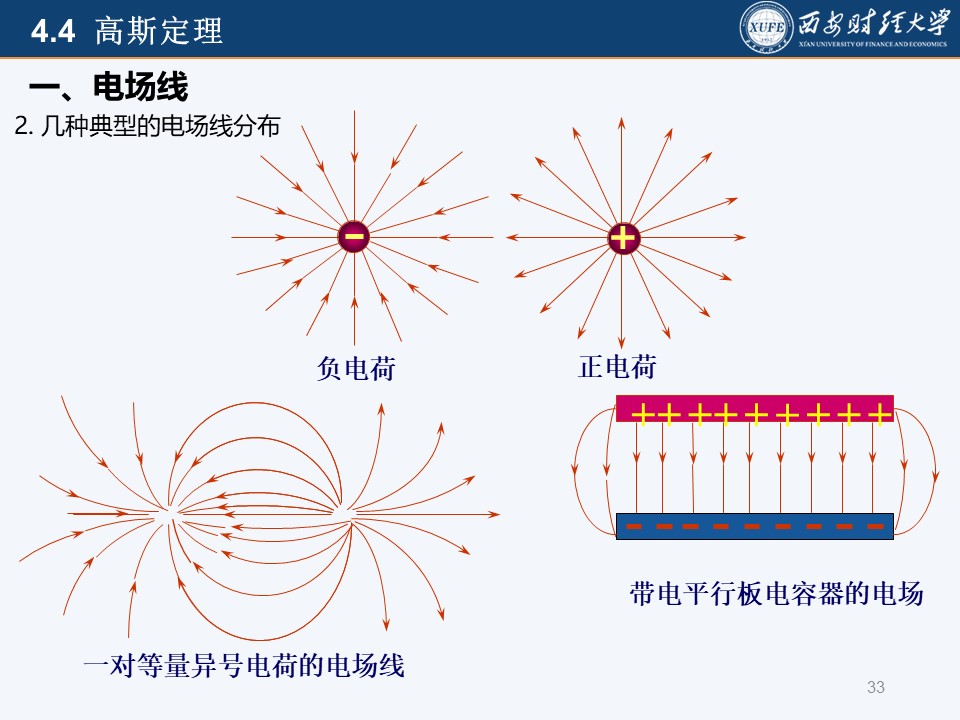 4.4 高斯定理
XUFE
西安财经大学
XI'AN UNIVERSITY OF FINANCE AND ECONOMICS
一、电场线
2. 几种典型的电场线分布
-
+
负电荷
正电荷
+ + + + + + + + +
- - - - - - - - -
带电平行板电容器的电场
一对等量异号电荷的电场线
33